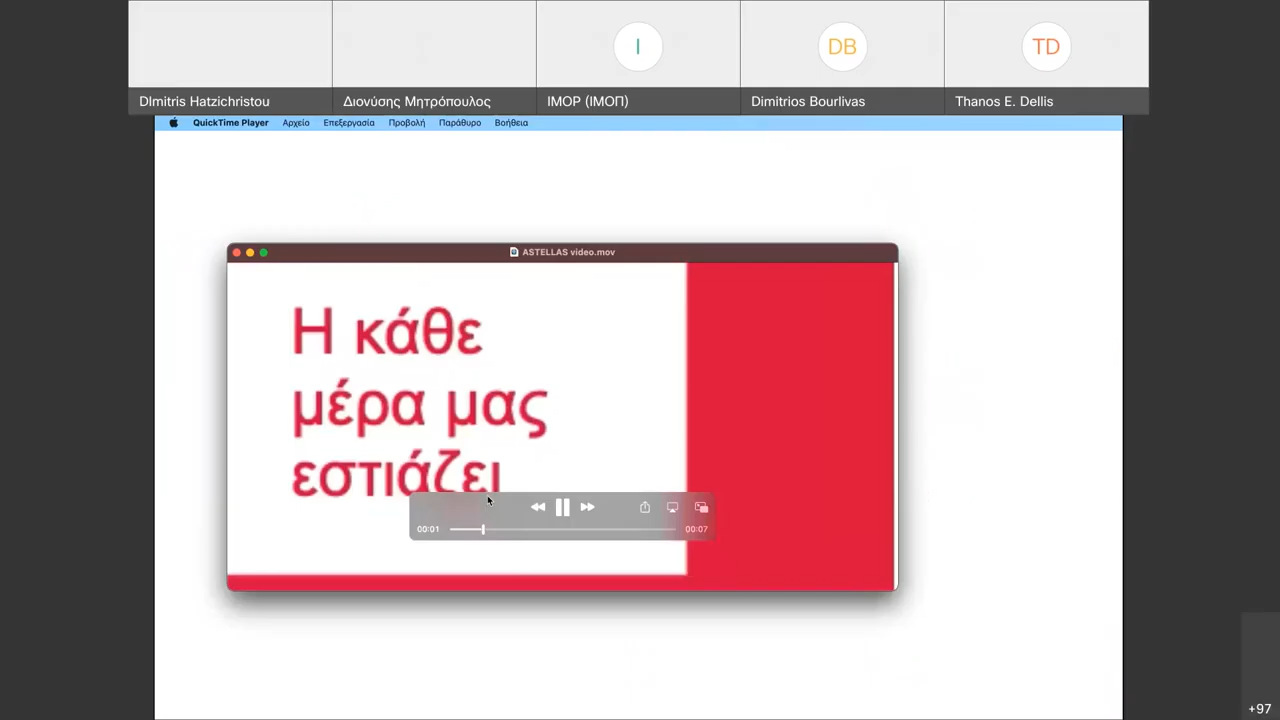 I
DB
TD
DImitris Hatzichristou
Διονύσης Μητρόπουλος
IMOP (ΙΜΟΠ)
Dimitrios Bourlivas
Thanos E. Dellis
QuickTime Player Αρχείο Επεξεργασία Προβολή Παράθυρο Βοήθεια
ASTELLAS video.mov
Η κάθε
μέρα μας
εστιάζει
00:01
00:07
+97